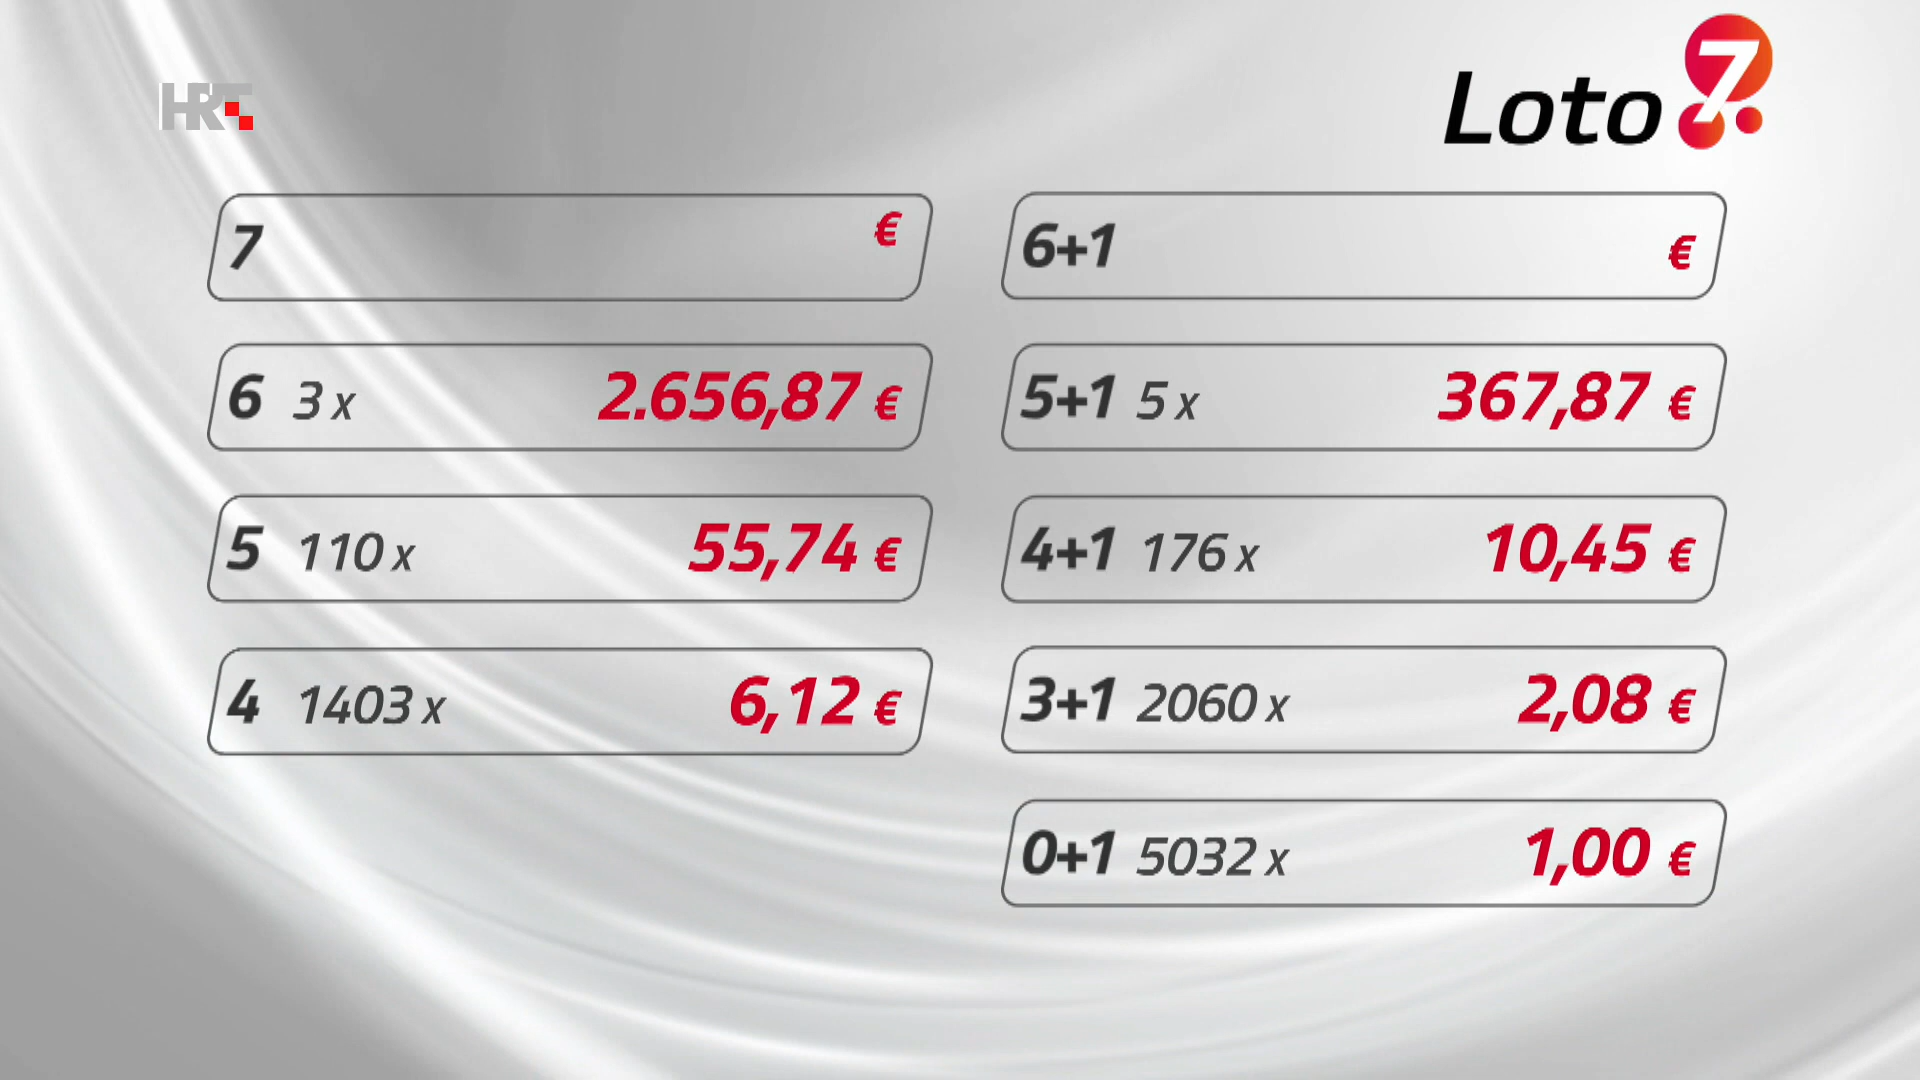 HRT
Loto 7
7 €
6+1 €
6 3 x 2.656,87 €
5+1 5 x 367,87 €
5 110 x 55,74 €
4+1 176 x 10,45 €
4 1403 x 6,12 €
3+1 2060 x 2,08 €
0+1 5032 x 1,00 €